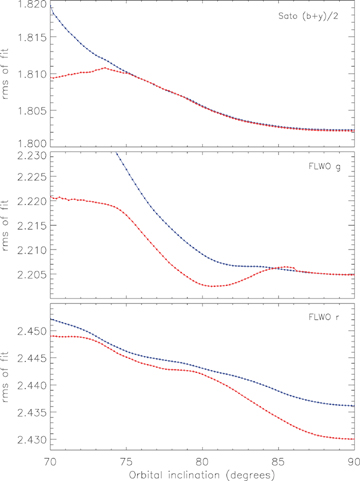 1.820
Sato (b+y)/2
1.815
rms of fit
1.810
1.805
1.800
2.230
FLWO g
2.225
2.220
rms of fit
2.215
2.210
2.205
FLWO r
2.450
2.445
rms of fit
2.440
2.435
2.430
70 75 80 85 90
Orbital inclination (degrees)